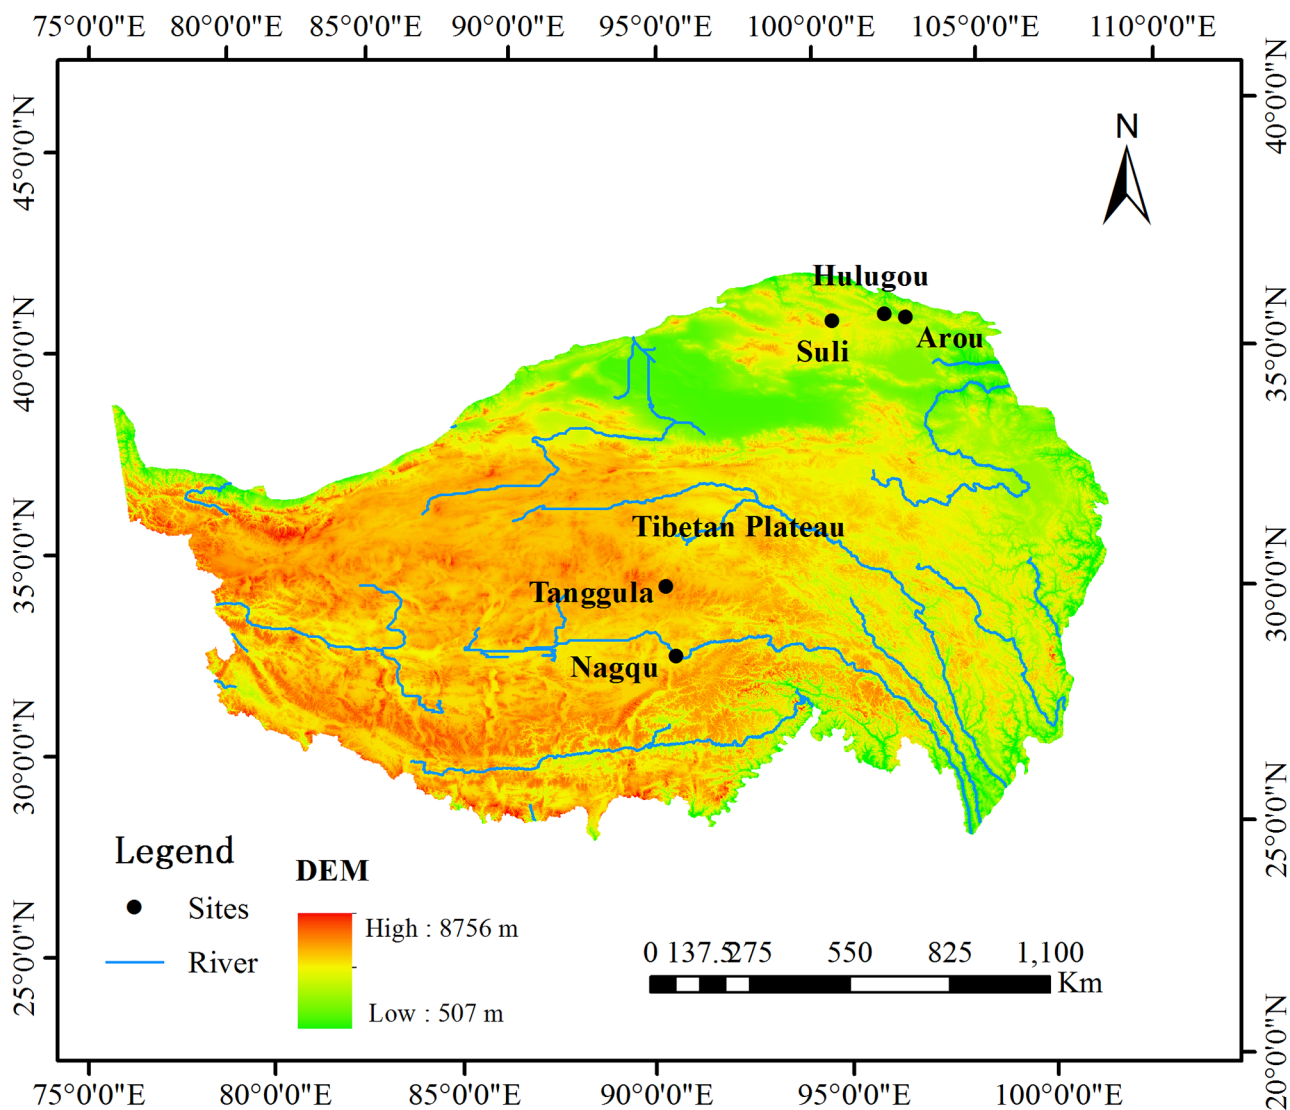 75°0'0"E 80°0'0"E 85°0'0"E 90°0'0"E 95°0'0"E 100°0'0"E 105°0'0"E 110°0'0"E
45°0'0"N
40°0'0"N
35°0'0"N
30°0'0"N
25°0'0"N
40°0'0"N
35°0'0"N
30°0'0"N
25°0'0"N
20°0'0"N
N
Hulugou
Suli
Arou
Tibetan Plateau
Tanggula
Nagqu
Legend
Sites
River
DEM
High : 8756 m
Low : 507 m
0 137.5 275 550 825 1,100
Km
75°0'0"E 80°0'0"E 85°0'0"E 90°0'0"E 95°0'0"E 100°0'0"E